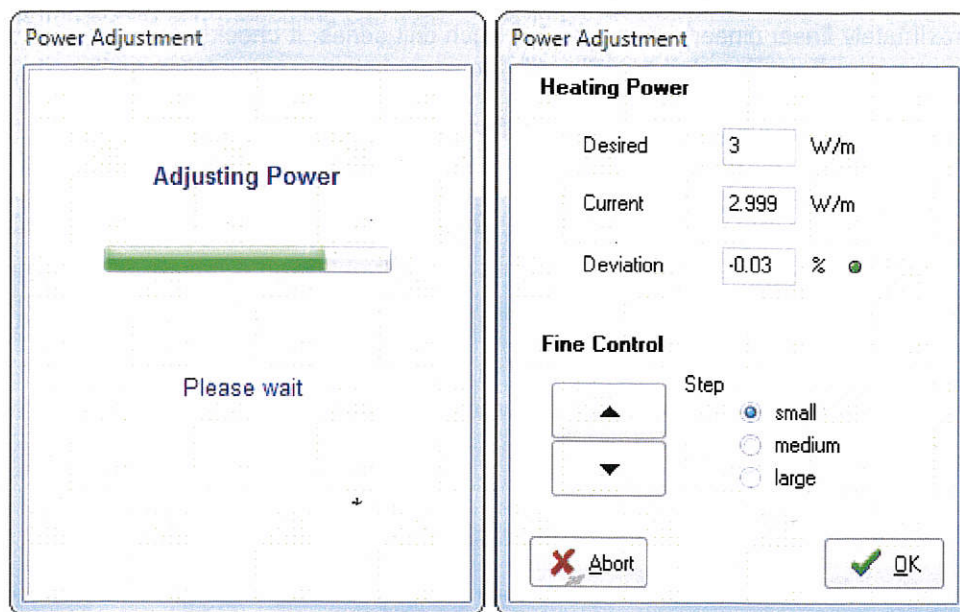 Power Adjustment
Adjusting Power
Please wait
Power Adjustment
Heating Power
Desired 3 W/m
Current 2.999 W/m
Deviation -0.03 %
Fine Control
Step
small
medium
large
Abort
OK